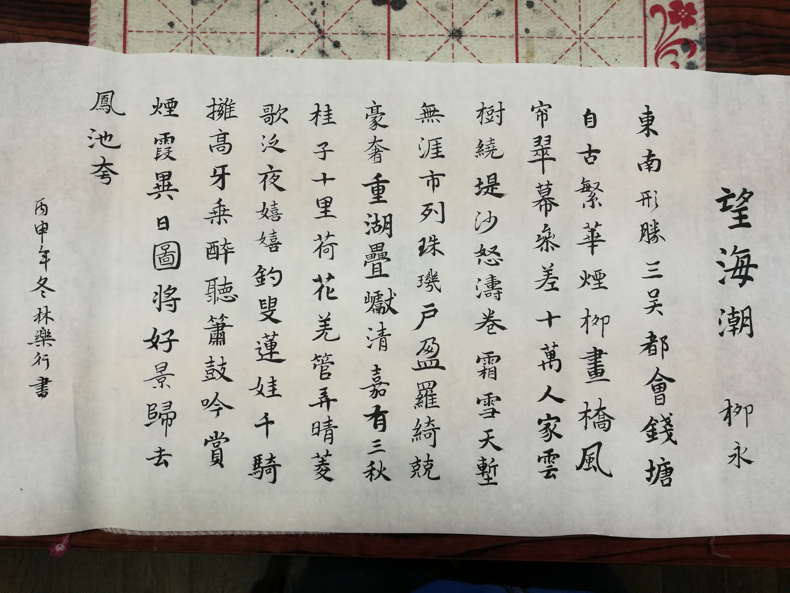 望海潮
柳永
東南形勝三吴都會錢塘
自古繁華煙柳畫橋風
帘翠幕叅差十萬人家雲
樹繞堤沙怒濤卷霜雪天塹
無涯市列珠璣戶盈羅綺競
豪奢重湖疊巘清嘉有三秋
桂子十里荷花羌管弄晴菱
歌泛夜嬉嬉釣叟蓮娃千騎
擁高牙乗醉聽簫鼓吟賞
煙霞異日圖將好景歸去
鳳池夸
丙申年冬林樂行書